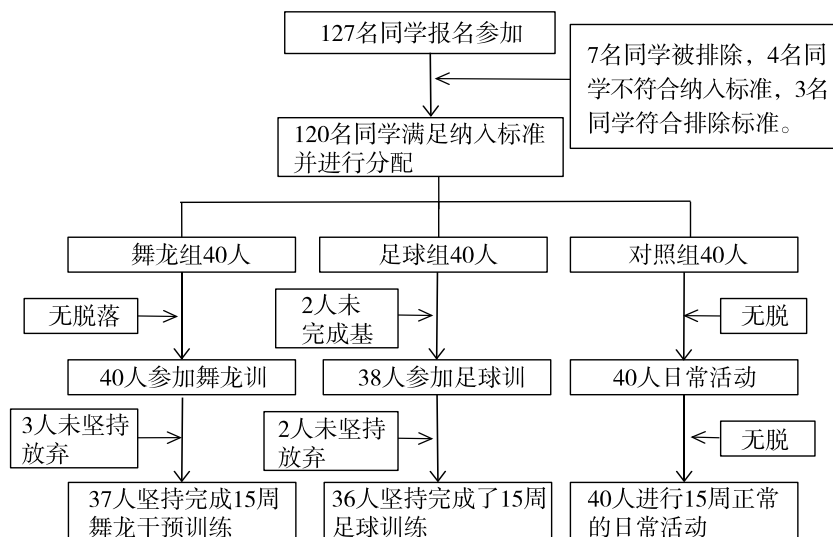 127名同学报名参加
7名同学被排除，4名同
学不符合纳入标准，3名
同学符合排除标准。
120名同学满足纳入标准
并进行分配
舞龙组40人
足球组40人
对照组40人
无脱落
2人未
完成基
无脱
40人参加舞龙训
38人参加足球训
40人日常活动
3人未坚持
放弃
2人未坚持
放弃
无脱
37人坚持完成15周
舞龙干预训练
36人坚持完成了15周
足球训练
40人进行15周正常
的日常活动